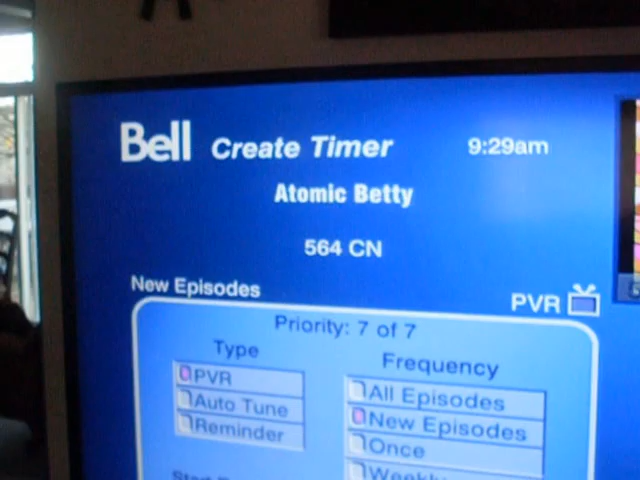 Bell Create Timer 9:29am
Atomic Betty
564 CN
New Episodes
PVR
Priority: 7 of 7
Type
Frequency
PVR
Auto Tune
Reminder
All Episodes
New Episodes
Once
Weekly